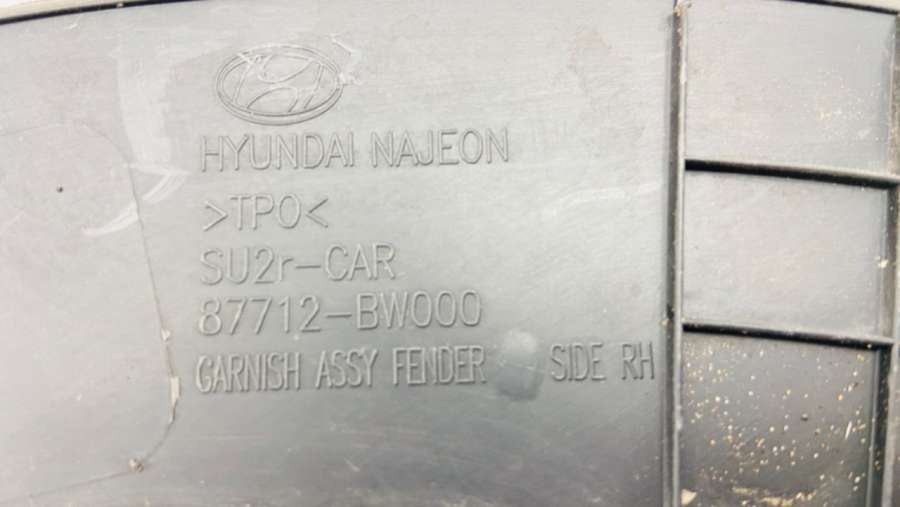 HYUNDAI NAJEON
>TPO<
SU2r-CAR
87712-BW000
GARNISH ASSY FENDER SIDE RH